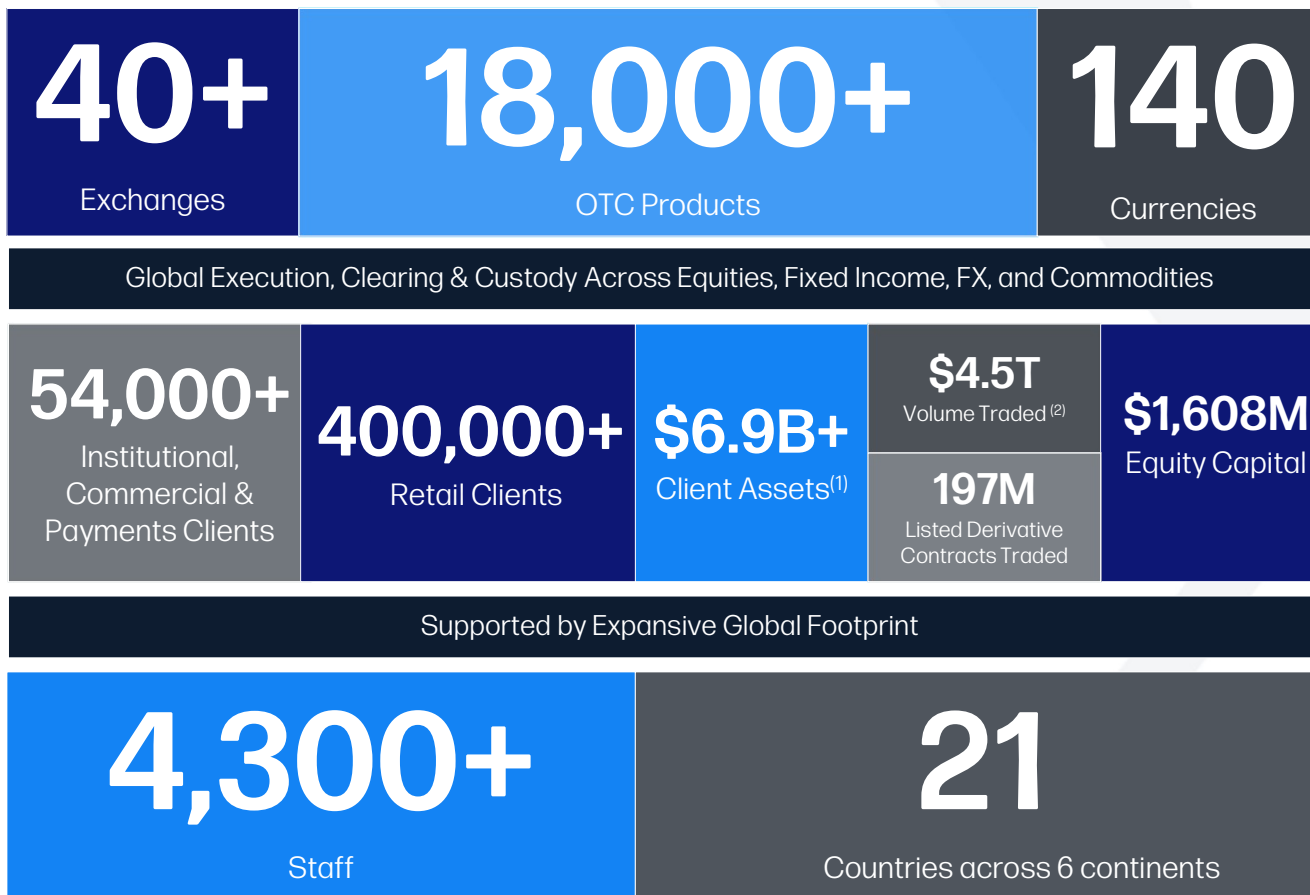 40+
Exchanges
18,000+
OTC Products
140
Currencies
Global Execution, Clearing & Custody Across Equities, Fixed Income, FX, and Commodities
54,000+
Institutional,
Commercial &
Payments Clients
400,000+
Retail Clients
$6.9B+
Client Assets(1)
$4.5T
Volume Traded (2)
197M
Listed Derivative
Contracts Traded
$1,608M
Equity Capital
Supported by Expansive Global Footprint
4,300+
Staff
21
Countries across 6 continents